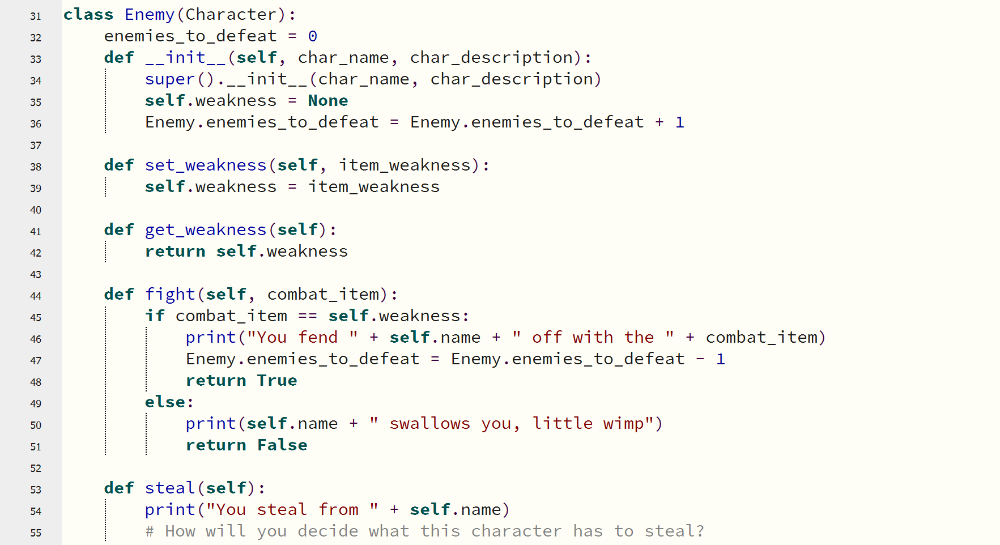 31 class Enemy(Character):
32     enemies_to_defeat = 0
33     def __init__(self, char_name, char_description):
34         super().__init__(char_name, char_description)
35         self.weakness = None
36         Enemy.enemies_to_defeat = Enemy.enemies_to_defeat + 1
37
38     def set_weakness(self, item_weakness):
39         self.weakness = item_weakness
40
41     def get_weakness(self):
42         return self.weakness
43
44     def fight(self, combat_item):
45         if combat_item == self.weakness:
46             print("You fend " + self.name + " off with the " + combat_item)
47             Enemy.enemies_to_defeat = Enemy.enemies_to_defeat - 1
48             return True
49         else:
50             print(self.name + " swallows you, little wimp")
51             return False
52
53     def steal(self):
54         print("You steal from " + self.name)
55         # How will you decide what this character has to steal?